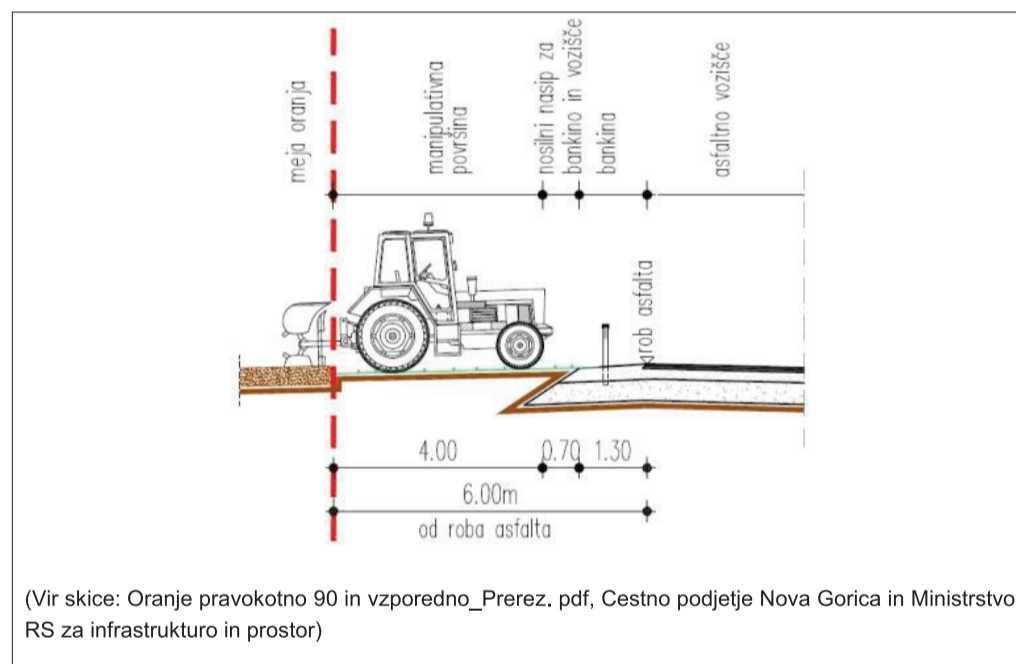 meja oranja
manipulativna
površina
nosilni nasip za
bankino in vozišče
bankina
asfaltno vozišče
rob asfalta
4.00
0.70
1.30
6.00m
od roba asfalta
(Vir skice: Oranje pravokotno 90 in vzporedno_Prerez. pdf, Cestno podjetje Nova Gorica in Ministrstvo
RS za infrastrukturo in prostor)